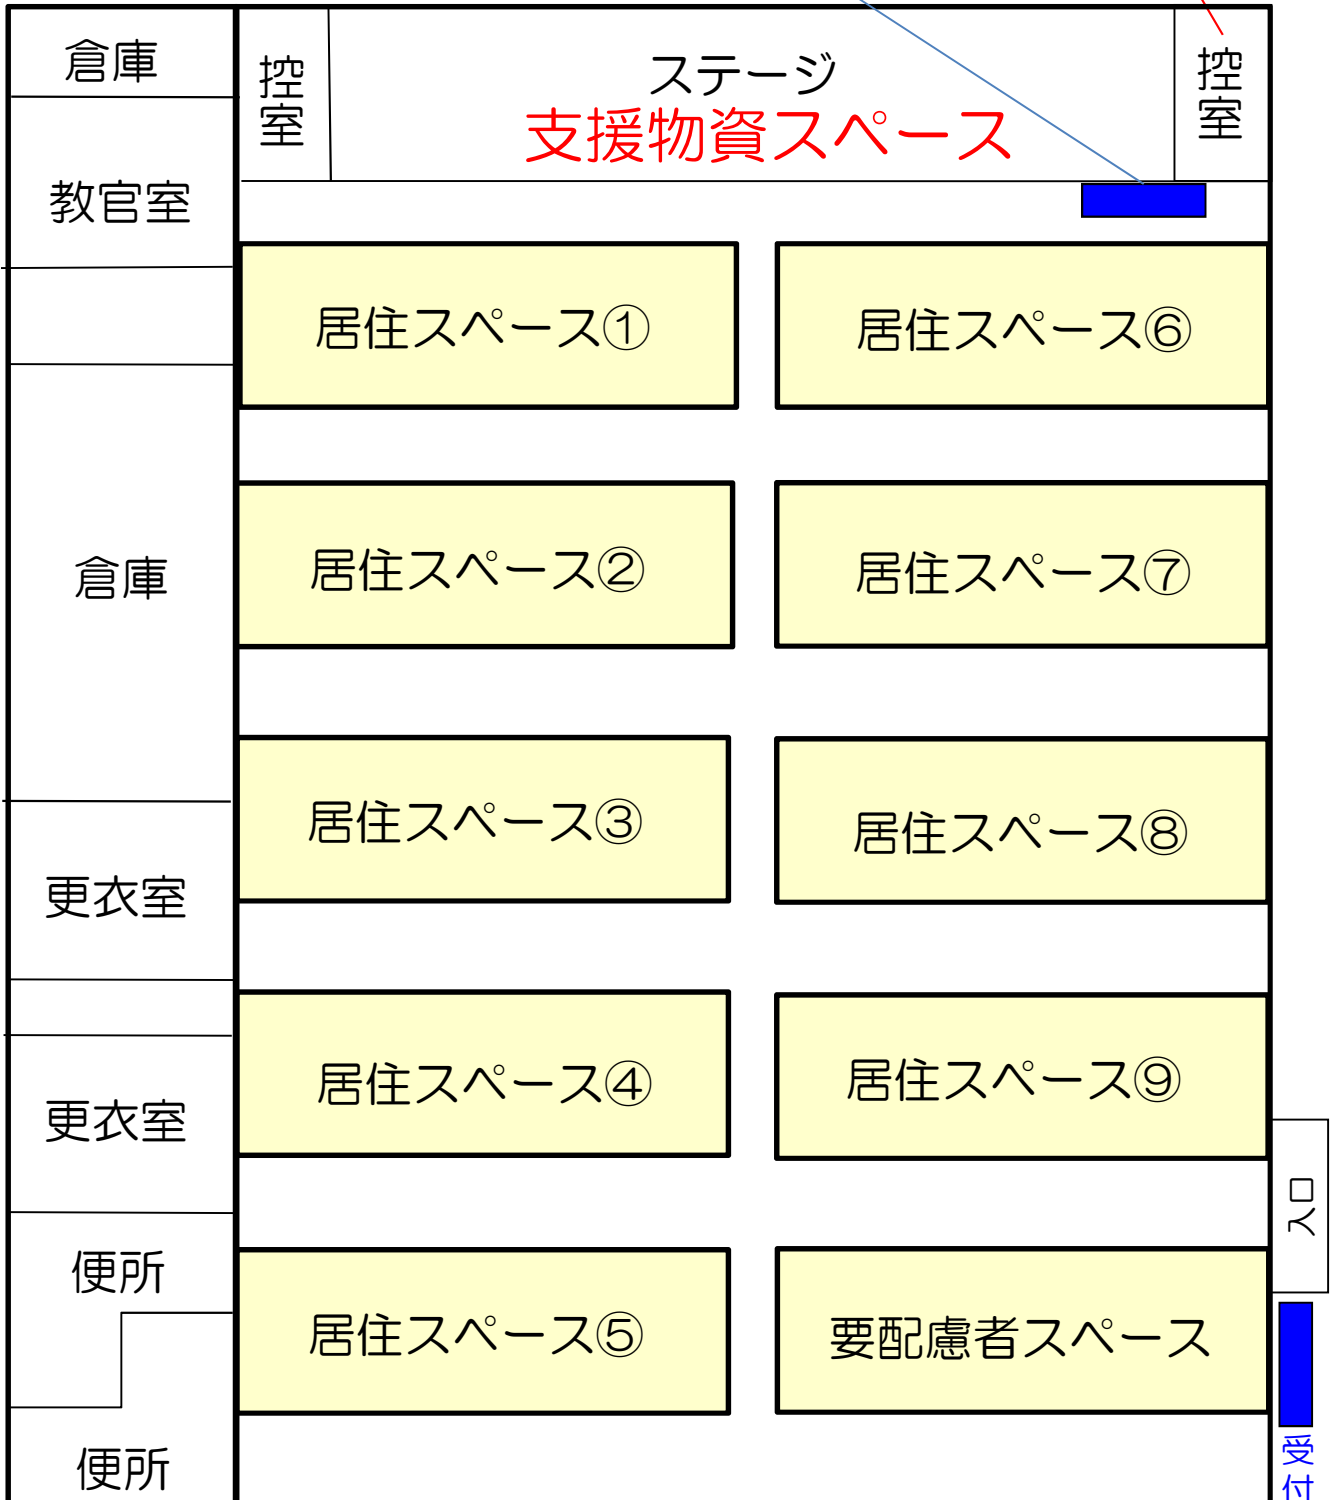 倉庫
控室
ステージ
支援物資スペース
控室
教官室
居住スペース①
居住スペース⑥
倉庫
居住スペース②
居住スペース⑦
居住スペース③
居住スペース⑧
更衣室
居住スペース④
居住スペース⑨
更衣室
入口
便所
居住スペース⑤
要配慮者スペース
受付
便所